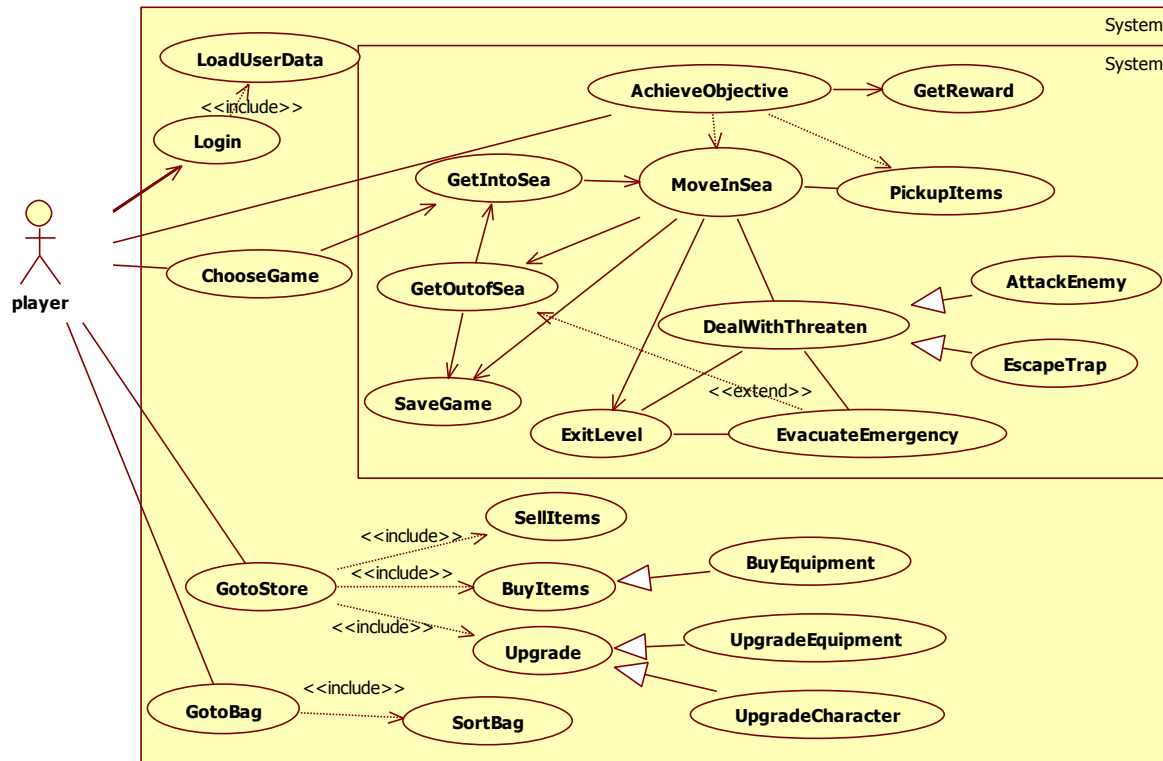 System
System
LoadUserData
<<include>>
Login
AchieveObjective
GetReward
GetIntoSea
MoveInSea
PickupItems
player
ChooseGame
GetOutofSea
AttackEnemy
DealWithThreaten
EscapeTrap
<<extend>>
SaveGame
ExitLevel
EvacuateEmergency
SellItems
<<include>>
BuyEquipment
<<include>>
GotoStore
BuyItems
<<include>>
UpgradeEquipment
Upgrade
<<include>>
GotoBag
SortBag
UpgradeCharacter